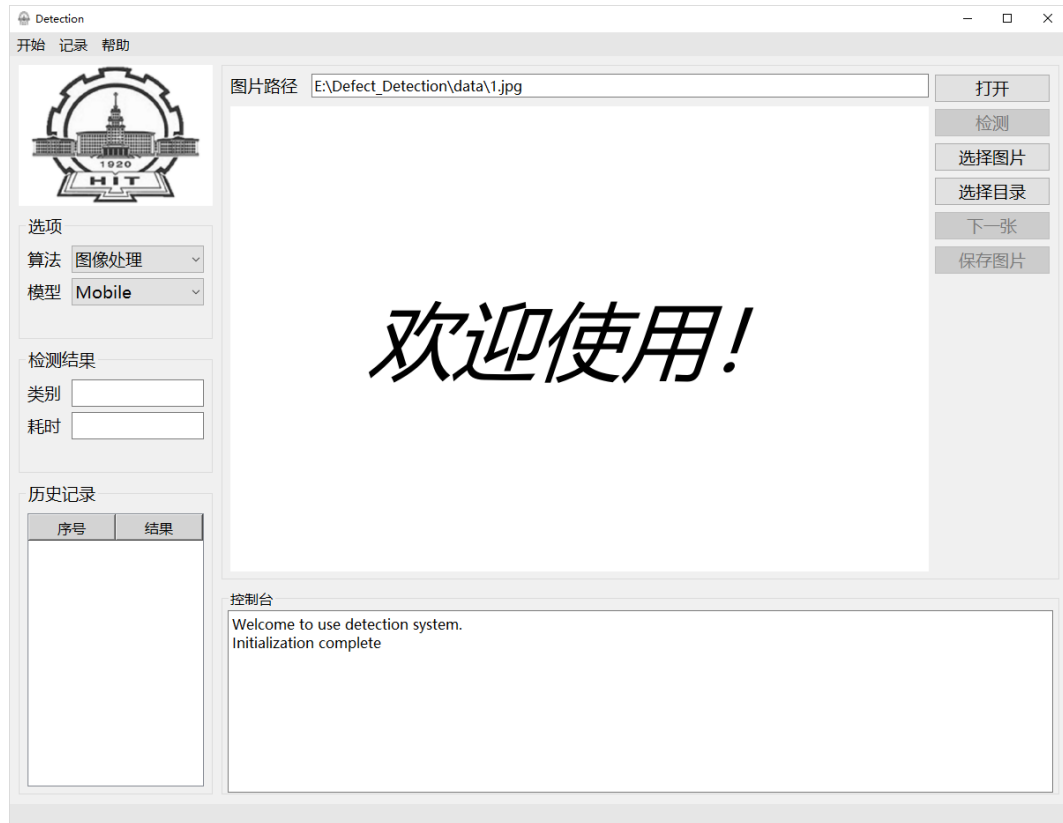 Detection
开始 记录 帮助
1920
HIT
图片路径 E:\Defect_Detection\data\1.jpg
打开
检测
选择图片
选择目录
下一张
保存图片
选项
算法 图像处理
模型 Mobile
检测结果
类别
耗时
历史记录
序号 结果
欢迎使用!
控制台
Welcome to use detection system.
Initialization complete